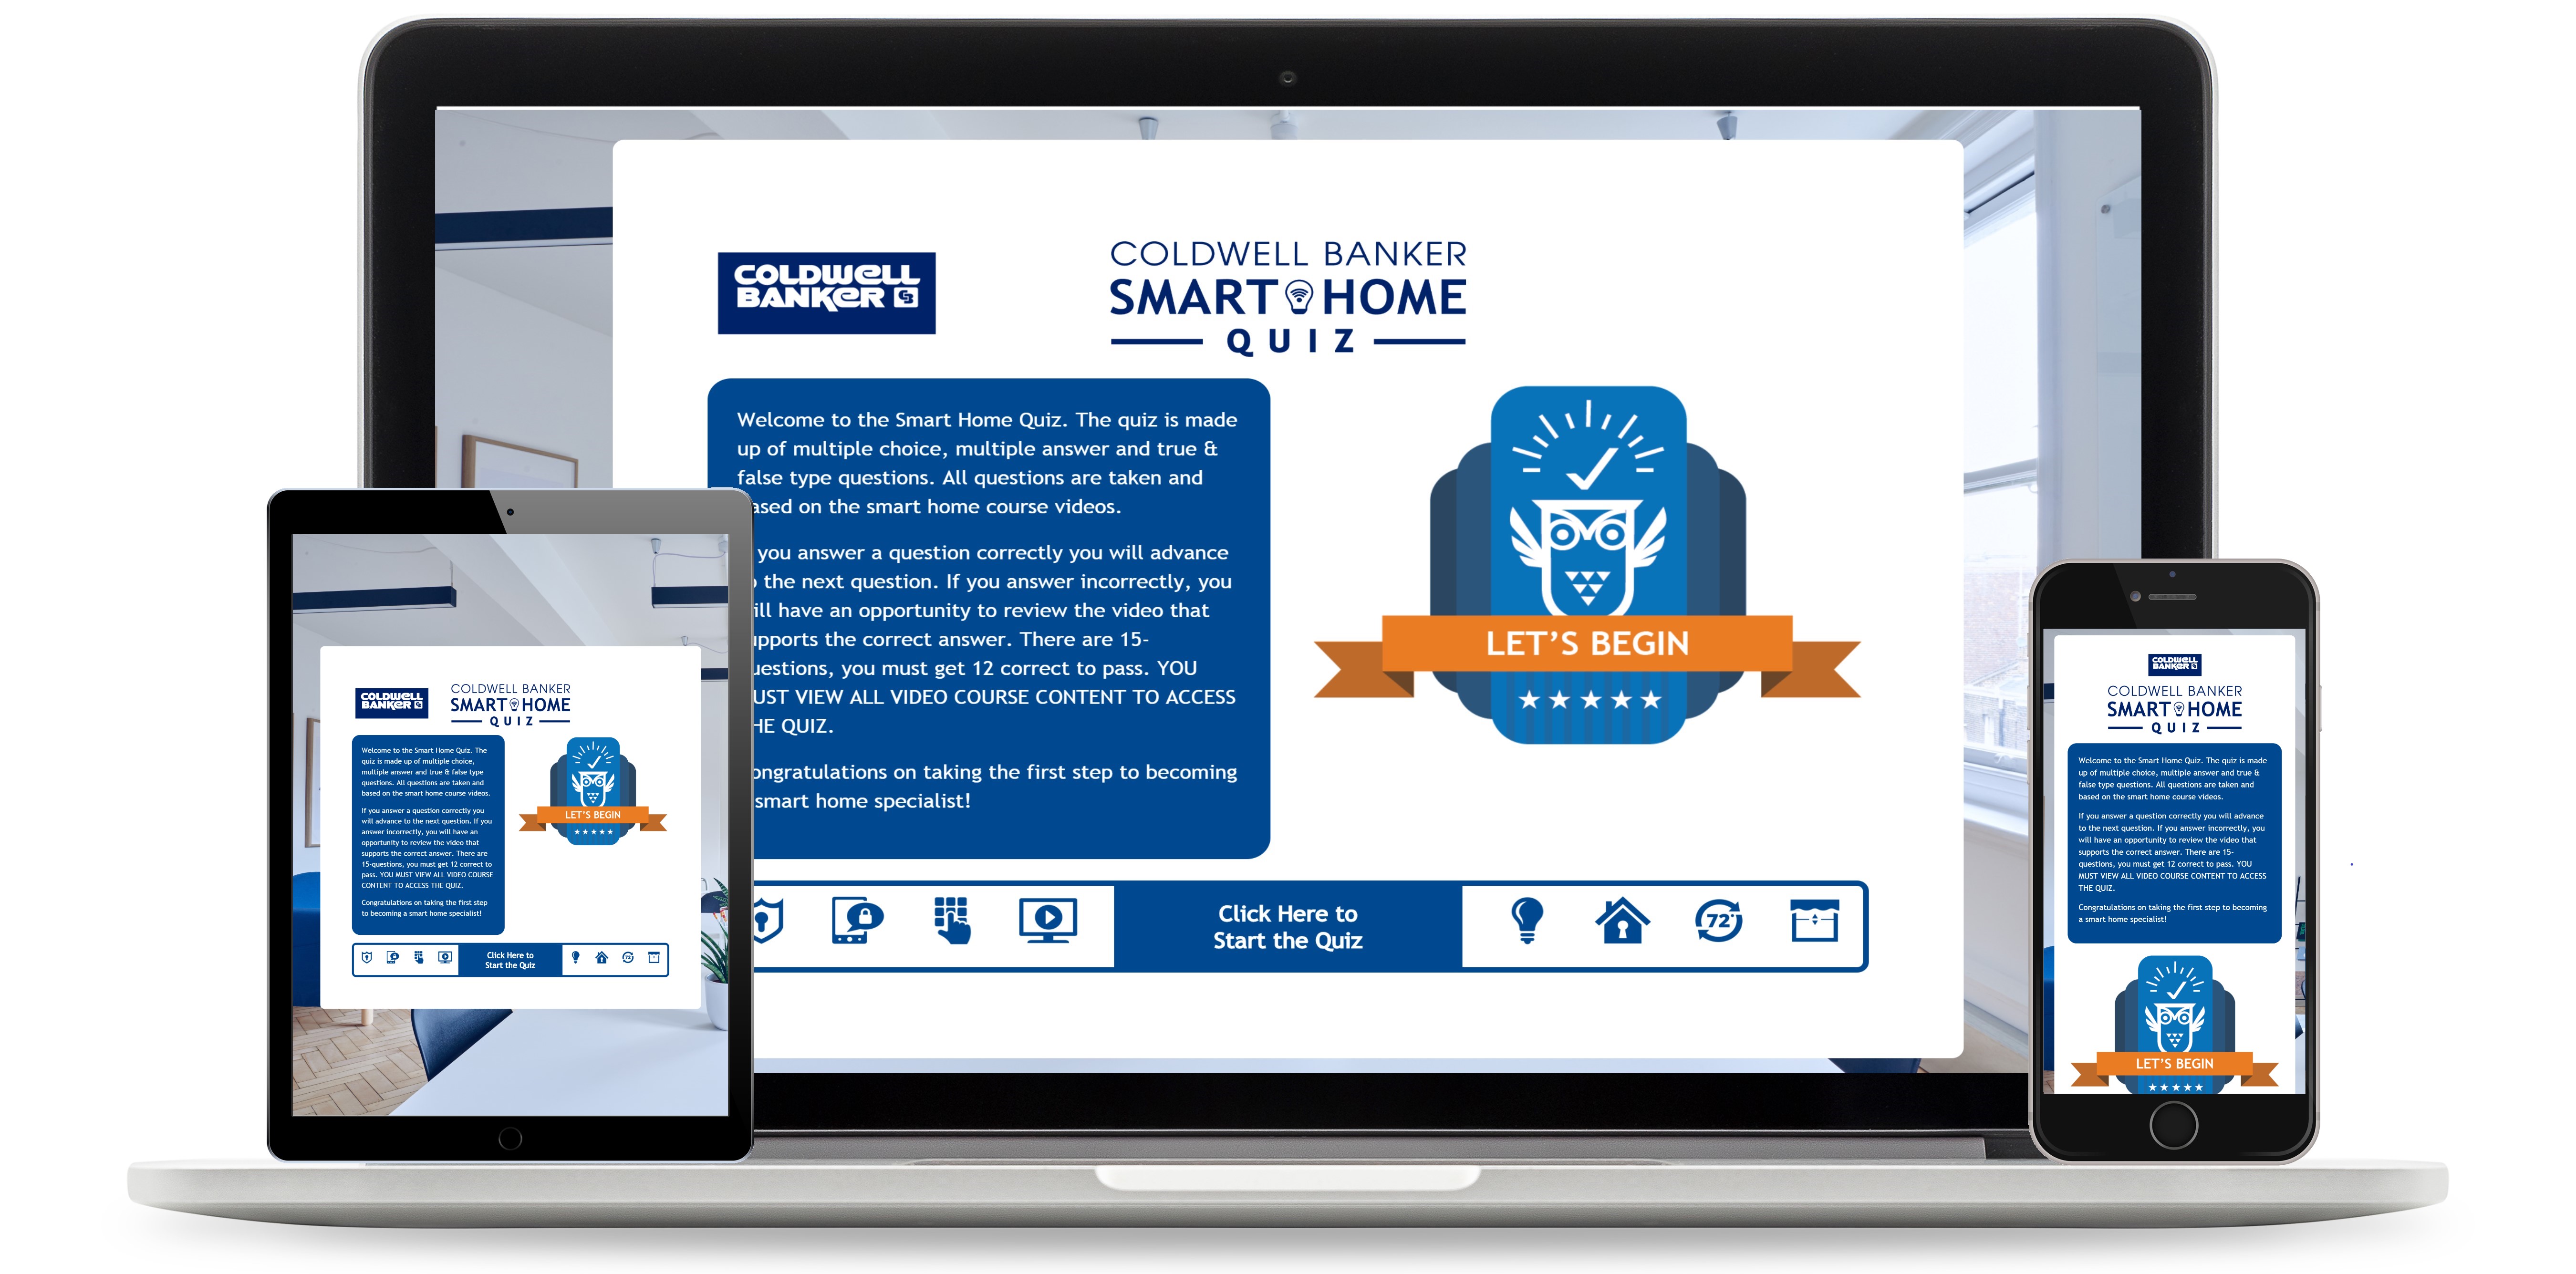 COLDWELL
BANKER CB
COLDWELL BANKER
SMART HOME
QUIZ
Welcome to the Smart Home Quiz. The quiz is made
up of multiple choice, multiple answer and true &
false type questions. All questions are taken and
ased on the smart home course videos.
you answer a question correctly you will advance
the next question. If you answer incorrectly, you
ill have an opportunity to review the video that
upports the correct answer. There are 15-
uestions, you must get 12 correct to pass. YOU
UST VIEW ALL VIDEO COURSE CONTENT TO ACCESS
HE QUIZ.
ongratulations on taking the first step to becoming
smart home specialist!
LET'S BEGIN
Click Here to
Start the Quiz
72°
COLDWELL
BANKER CB
COLDWELL BANKER
SMART HOME
QUIZ
Welcome to the Smart Home Quiz. The
quiz is made up of multiple choice,
multiple answer and true & false type
questions. All questions are taken and
based on the smart home course videos.
If you answer a question correctly you
will advance to the next question. If you
answer incorrectly, you will have an
opportunity to review the video that
supports the correct answer. There are
15-questions, you must get 12 correct to
pass. YOU MUST VIEW ALL VIDEO COURSE
CONTENT TO ACCESS THE QUIZ.
Congratulations on taking the first step
to becoming a smart home specialist!
LET'S BEGIN
Click Here to
Start the Quiz
72°
COLDWELL
BANKER CB
COLDWELL BANKER
SMART HOME
QUIZ
Welcome to the Smart Home Quiz. The quiz is made
up of multiple choice, multiple answer and true &
false type questions. All questions are taken and
based on the smart home course videos.
If you answer a question correctly you will advance
to the next question. If you answer incorrectly, you
will have an opportunity to review the video that
supports the correct answer. There are 15-
questions, you must get 12 correct to pass. YOU
MUST VIEW ALL VIDEO COURSE CONTENT TO ACCESS
THE QUIZ.
Congratulations on taking the first step to becoming
a smart home specialist!
LET'S BEGIN